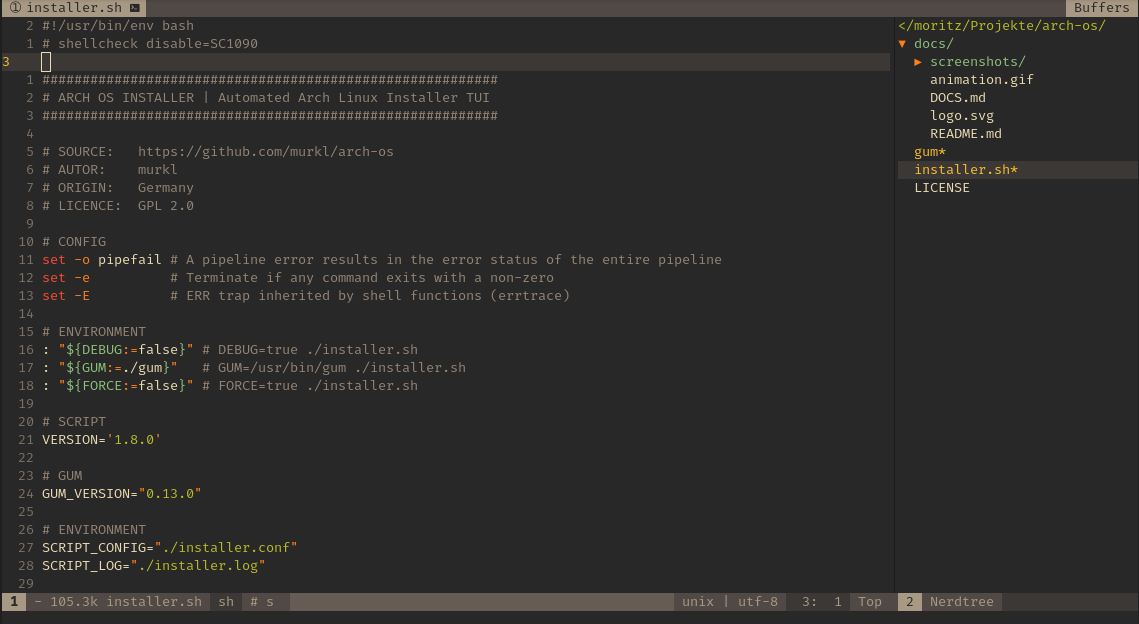 ① installer.sh
Buffers
2 #!/usr/bin/env bash
1 # shellcheck disable=SC1090
3
1 #########################################################
2 # ARCH OS INSTALLER | Automated Arch Linux Installer TUI
3 #########################################################
4
5 # SOURCE:   https://github.com/murkl/arch-os
6 # AUTOR:    murkl
7 # ORIGIN:   Germany
8 # LICENCE:  GPL 2.0
9
10 # CONFIG
11 set -o pipefail # A pipeline error results in the error status of the entire pipeline
12 set -e          # Terminate if any command exits with a non-zero
13 set -E          # ERR trap inherited by shell functions (errtrace)
14
15 # ENVIRONMENT
16 : "${DEBUG:=false}" # DEBUG=true ./installer.sh
17 : "${GUM:=./gum}"   # GUM=/usr/bin/gum ./installer.sh
18 : "${FORCE:=false}" # FORCE=true ./installer.sh
19
20 # SCRIPT
21 VERSION='1.8.0'
22
23 # GUM
24 GUM_VERSION="0.13.0"
25
26 # ENVIRONMENT
27 SCRIPT_CONFIG="./installer.conf"
28 SCRIPT_LOG="./installer.log"
29
</moritz/Projekte/arch-os/
▼ docs/
▶ screenshots/
animation.gif
DOCS.md
logo.svg
README.md
gum*
installer.sh*
LICENSE
1 - 105.3k installer.sh sh # s unix | utf-8 3: 1 Top
2 Nerdtree